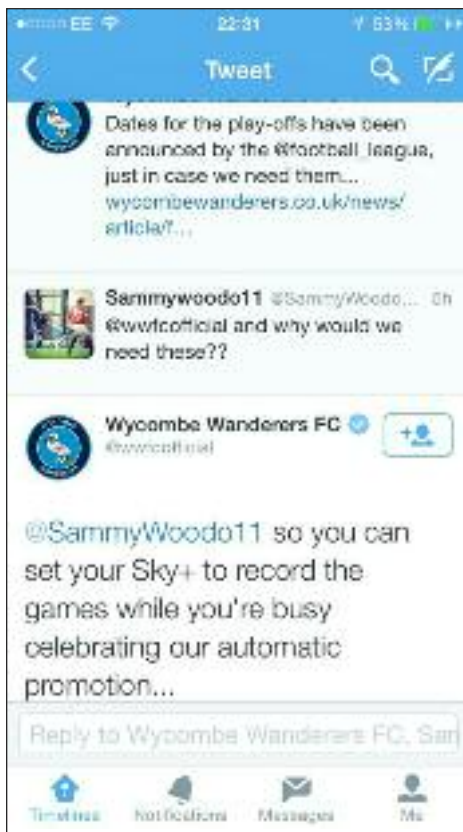 EE 22:31 53%
Tweet
Dates for the play-offs have been
announced by the @football_league,
just in case we need them...
wycombewanderers.co.uk/news/
article/f...
Sammywoodo11 @SammyWoodo... 8h
@wwfcofficial and why would we
need these??
Wycombe Wanderers FC
@wwfcofficial
@SammyWoodo11 so you can
set your Sky+ to record the
games while you're busy
celebrating our automatic
promotion...
Reply to Wycombe Wanderers FC, Sam
Timelines Notifications Messages Me